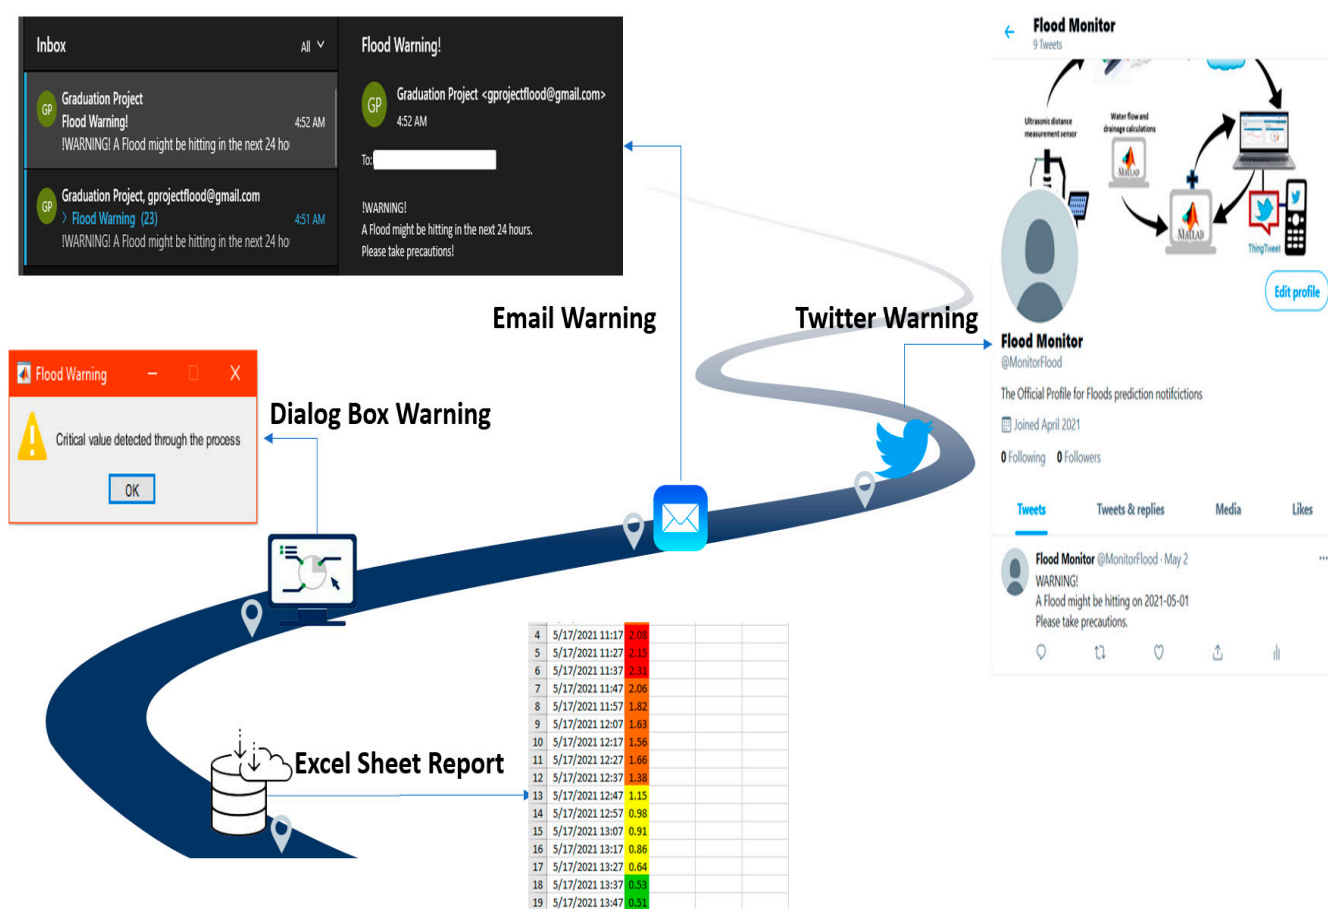 Inbox
All
GP
Graduation Project
Flood Warning!
4:52 AM
!WARNING! A Flood might be hitting in the next 24 ho
GP
Graduation Project, gprojectflood@gmail.com
> Flood Warning (23)
4:51 AM
!WARNING! A Flood might be hitting in the next 24 ho
Flood Warning!
GP
Graduation Project <gprojectflood@gmail.com>
4:52 AM
To:
!WARNING!
A Flood might be hitting in the next 24 hours.
Please take precautions!
Email Warning
Twitter Warning
Flood Warning
Critical value detected through the process
OK
Dialog Box Warning
Excel Sheet Report
4 5/17/2021 11:17 2.08
5 5/17/2021 11:27 2.15
6 5/17/2021 11:37 2.31
7 5/17/2021 11:47 2.06
8 5/17/2021 11:57 1.82
9 5/17/2021 12:07 1.63
10 5/17/2021 12:17 1.56
11 5/17/2021 12:27 1.66
12 5/17/2021 12:37 1.38
13 5/17/2021 12:47 1.15
14 5/17/2021 12:57 0.98
15 5/17/2021 13:07 0.91
16 5/17/2021 13:17 0.86
17 5/17/2021 13:27 0.64
18 5/17/2021 13:37 0.53
19 5/17/2021 13:47 0.51
Flood Monitor
9 Tweets
Ultrasonic distance
measurement sensor
Water flow and
drainage calculations
MATLAB
MATLAB
ThingTweet
Edit profile
Flood Monitor
@MonitorFlood
The Official Profile for Floods prediction notifcictions
Joined April 2021
0 Following 0 Followers
Tweets Tweets & replies Media Likes
Flood Monitor @MonitorFlood · May 2
WARNING!
A Flood might be hitting on 2021-05-01
Please take precautions.